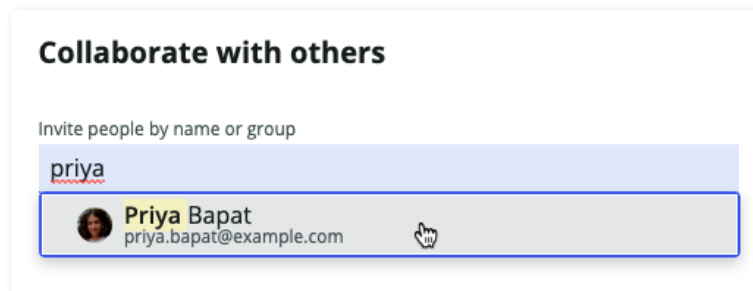 Collaborate with others
Invite people by name or group
priya
Priya Bapat
priya.bapat@example.com